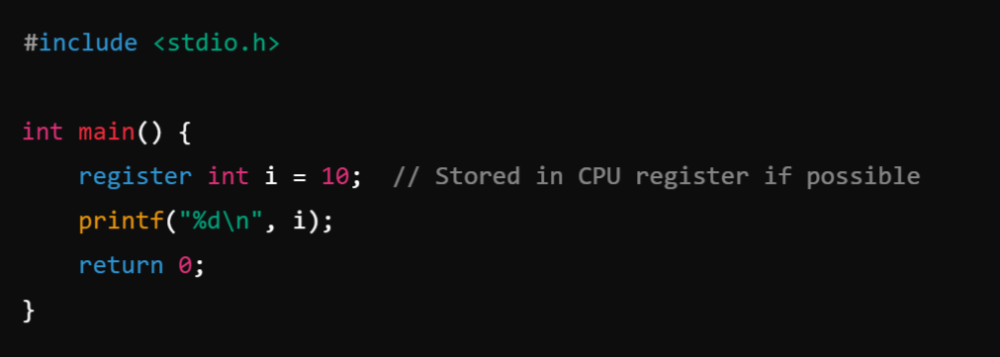 #include <stdio.h>
int main() {
    register int i = 10;  // Stored in CPU register if possible
    printf("%d\n", i);
    return 0;
}